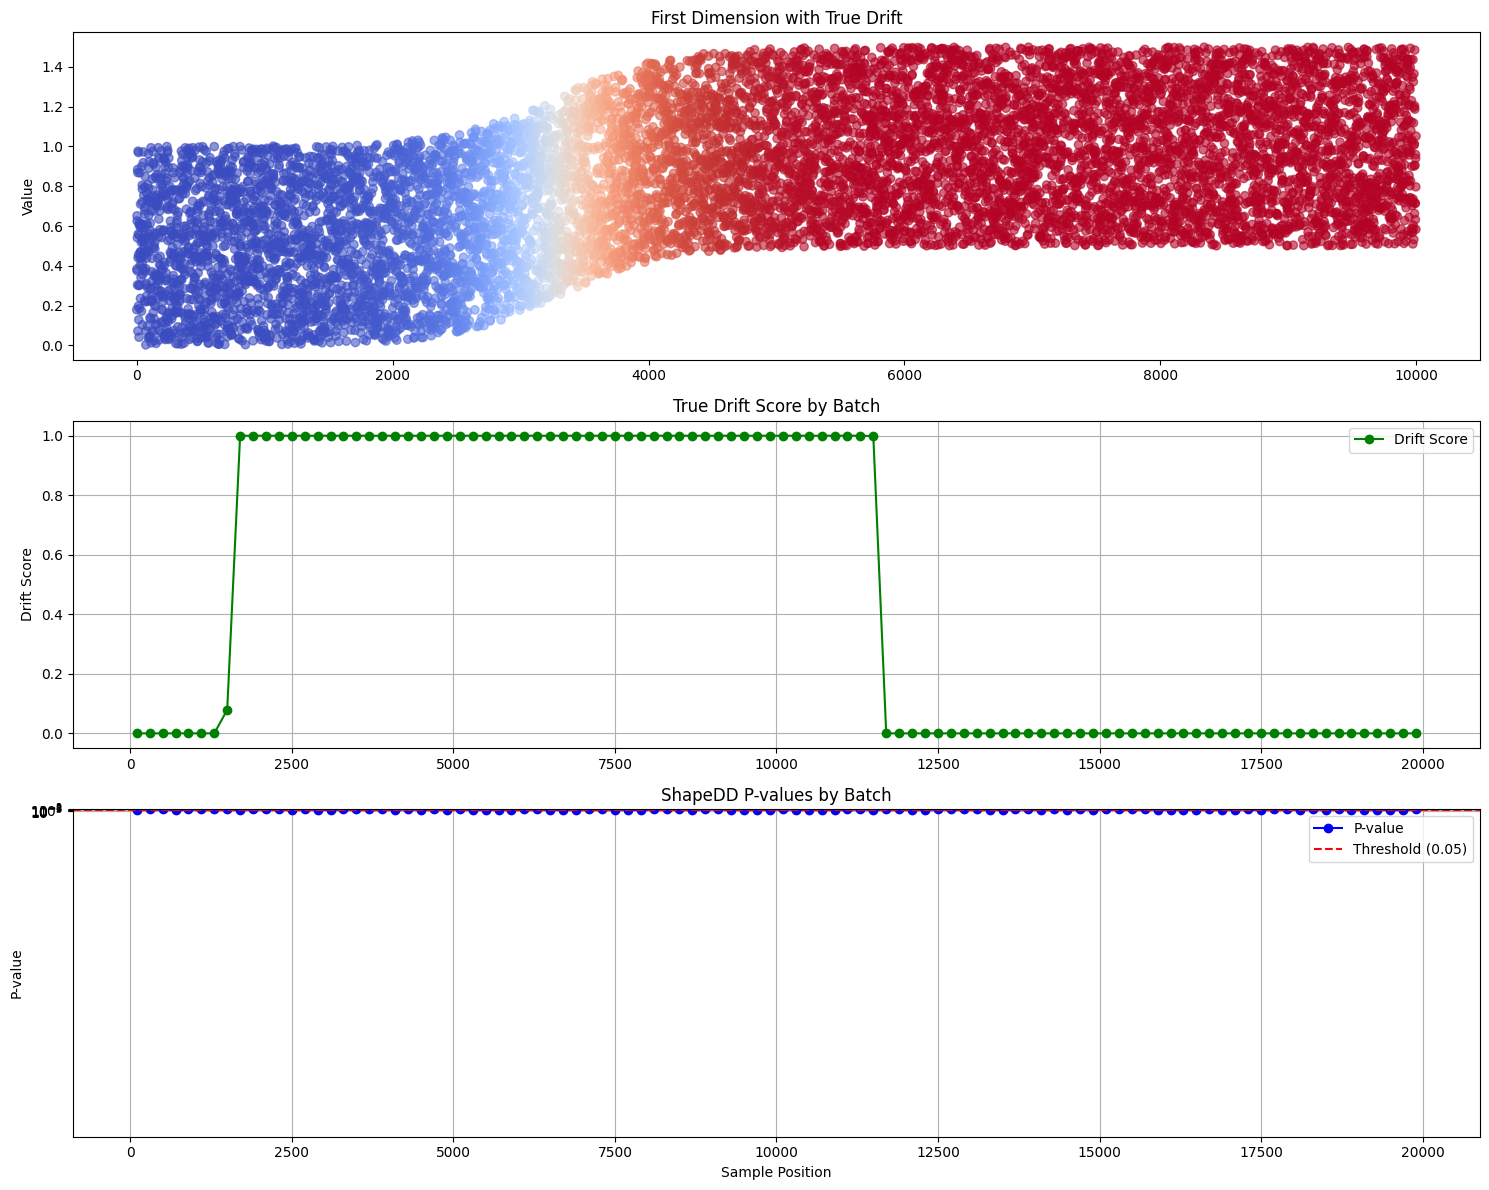 First Dimension with True Drift
Value
1.4
1.2
1.0
0.8
0.6
0.4
0.2
0.0
0 2000 4000 6000 8000 10000
True Drift Score by Batch
Drift Score
1.0
0.8
0.6
0.4
0.2
0.0
Drift Score
0 2500 5000 7500 10000 12500 15000 17500 20000
ShapeDD P-values by Batch
P-value
P-value
Threshold (0.05)
0 2500 5000 7500 10000 12500 15000 17500 20000
Sample Position